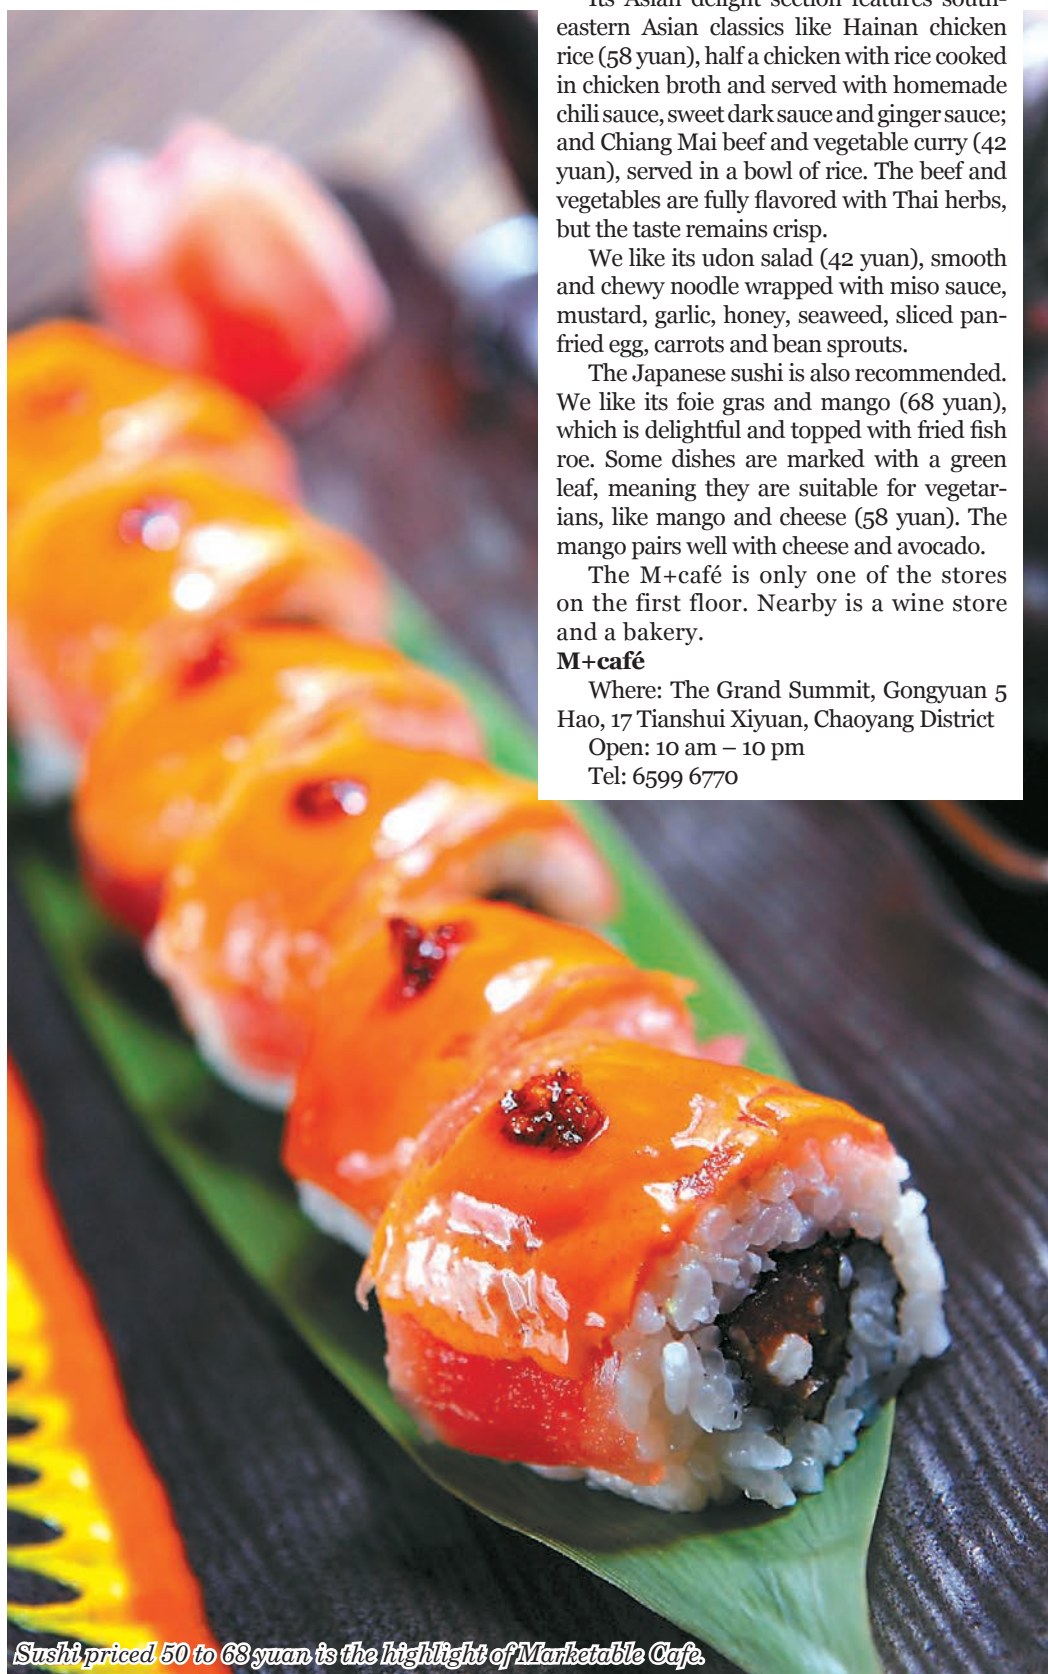 Its Asian delight section features south-
eastern Asian classics like Hainan chicken
rice (58 yuan), half a chicken with rice cooked
in chicken broth and served with homemade
chili sauce, sweet dark sauce and ginger sauce;
and Chiang Mai beef and vegetable curry (42
yuan), served in a bowl of rice. The beef and
vegetables are fully flavored with Thai herbs,
but the taste remains crisp.
We like its udon salad (42 yuan), smooth
and chewy noodle wrapped with miso sauce,
mustard, garlic, honey, seaweed, sliced pan-
fried egg, carrots and bean sprouts.
The Japanese sushi is also recommended.
We like its foie gras and mango (68 yuan),
which is delightful and topped with fried fish
roe. Some dishes are marked with a green
leaf, meaning they are suitable for vegetar-
ians, like mango and cheese (58 yuan). The
mango pairs well with cheese and avocado.
The M+café is only one of the stores
on the first floor. Nearby is a wine store
and a bakery.
M+café
Where: The Grand Summit, Gongyuan 5
Hao, 17 Tianshui Xiyuan, Chaoyang District
Open: 10 am – 10 pm
Tel: 6599 6770
Sushi priced 50 to 68 yuan is the highlight of Marketable Cafe.